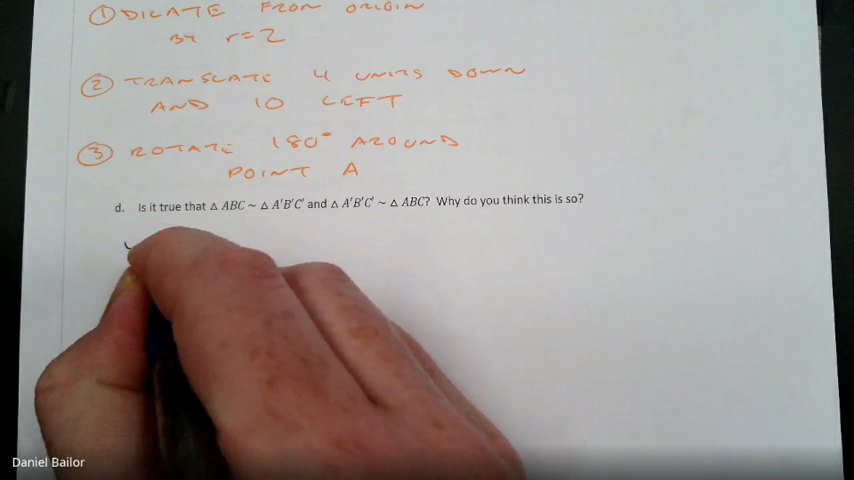 ① DILATE FROM ORIGIN
BY r=2
② TRANSLATE 4 UNITS DOWN
AND 10 LEFT
③ ROTATE 180° AROUND
POINT A
d. Is it true that △ ABC ~ △ A'B'C' and △ A'B'C' ~ △ ABC? Why do you think this is so?
Daniel Bailor